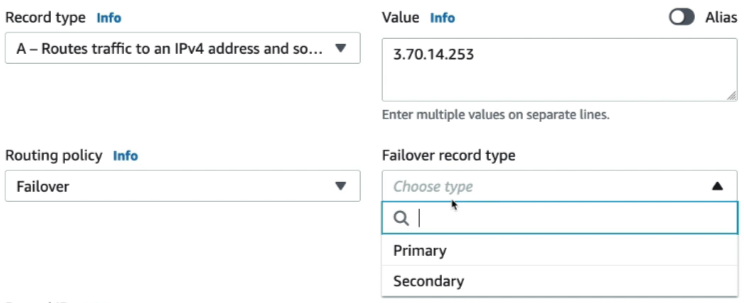 Record type Info
Value Info
Alias
A – Routes traffic to an IPv4 address and so...
3.70.14.253
Enter multiple values on separate lines.
Routing policy Info
Failover record type
Failover
Choose type
Primary
Secondary